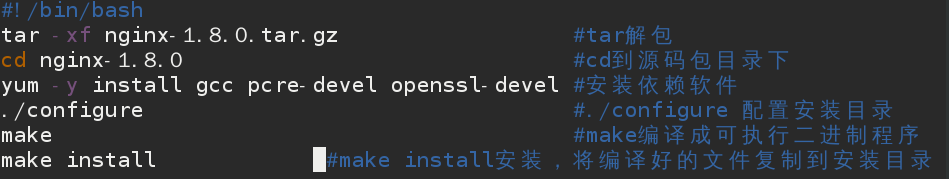 #!/bin/bash
tar -xf nginx-1.8.0.tar.gz #tar解包
cd nginx-1.8.0 #cd到源码包目录下
yum -y install gcc pcre-devel openssl-devel #安装依赖软件
./configure #./configure 配置安装目录
make #make编译成可执行二进制程序
make install #make install安装，将编译好的文件复制到安装目录